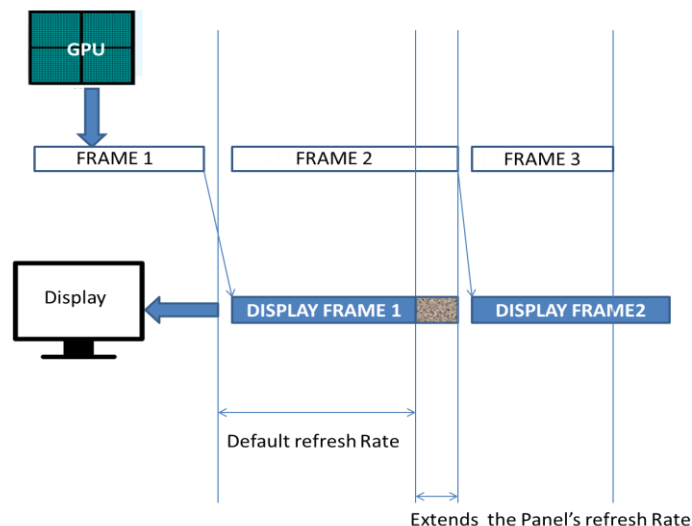 GPU
FRAME 1
FRAME 2
FRAME 3
Display
DISPLAY FRAME 1
DISPLAY FRAME2
Default refresh Rate
Extends the Panel's refresh Rate